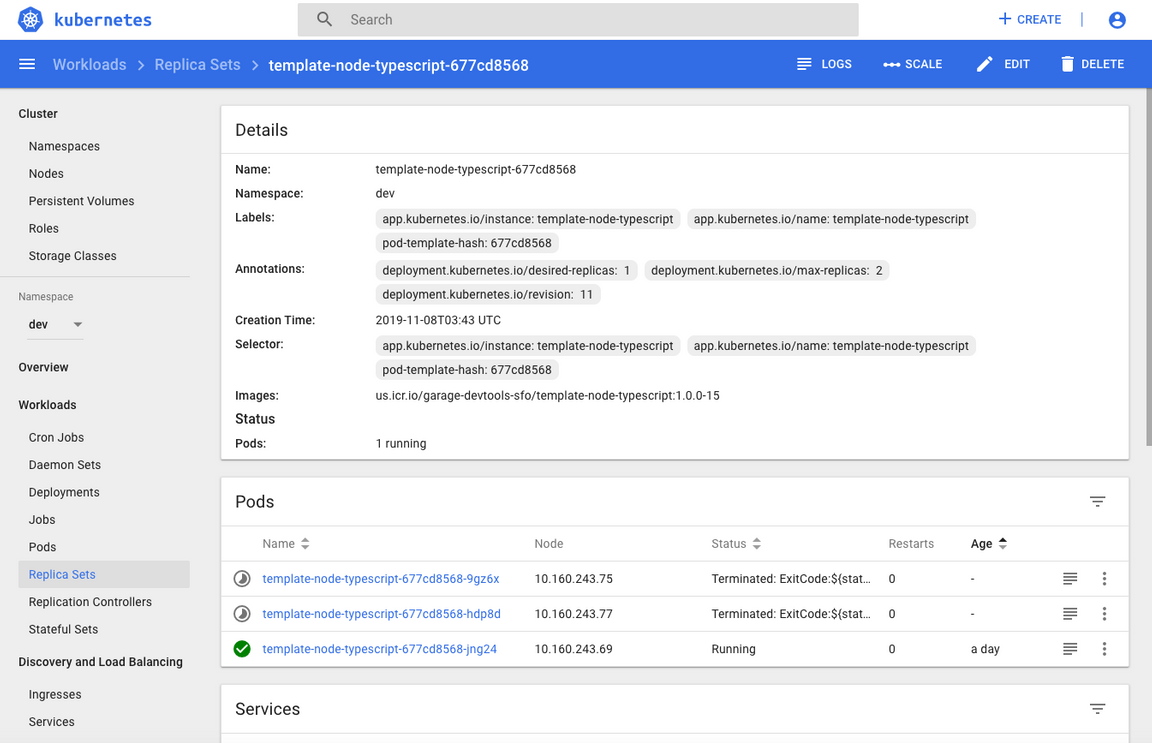 kubernetes
Search
CREATE |
Workloads > Replica Sets > template-node-typescript-677cd8568
LOGS
SCALE
EDIT
DELETE
Cluster
Namespaces
Nodes
Persistent Volumes
Roles
Storage Classes
Namespace
dev
Overview
Workloads
Cron Jobs
Daemon Sets
Deployments
Jobs
Pods
Replica Sets
Replication Controllers
Stateful Sets
Discovery and Load Balancing
Ingresses
Services
Details
Name: template-node-typescript-677cd8568
Namespace: dev
Labels: app.kubernetes.io/instance: template-node-typescript app.kubernetes.io/name: template-node-typescript
pod-template-hash: 677cd8568
Annotations: deployment.kubernetes.io/desired-replicas: 1 deployment.kubernetes.io/max-replicas: 2
deployment.kubernetes.io/revision: 11
Creation Time: 2019-11-08T03:43 UTC
Selector: app.kubernetes.io/instance: template-node-typescript app.kubernetes.io/name: template-node-typescript
pod-template-hash: 677cd8568
Images: us.icr.io/garage-devtools-sfo/template-node-typescript:1.0.0-15
Status
Pods: 1 running
Pods
Name Node Status Restarts Age
template-node-typescript-677cd8568-9gz6x 10.160.243.75 Terminated: ExitCode:${stat... 0 -
template-node-typescript-677cd8568-hdp8d 10.160.243.77 Terminated: ExitCode:${stat... 0 -
template-node-typescript-677cd8568-jng24 10.160.243.69 Running 0 a day
Services